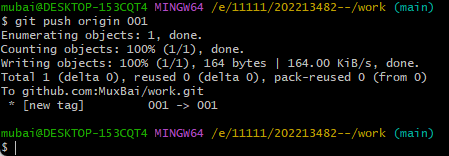 mubai@DESKTOP-153CQT4 MINGW64 /e/11111/202213482--/work (main)
$ git push origin 001
Enumerating objects: 1, done.
Counting objects: 100% (1/1), done.
Writing objects: 100% (1/1), 164 bytes | 164.00 KiB/s, done.
Total 1 (delta 0), reused 0 (delta 0), pack-reused 0 (from 0)
To github.com:MuxBai/work.git
 * [new tag]         001 -> 001
mubai@DESKTOP-153CQT4 MINGW64 /e/11111/202213482--/work (main)
$